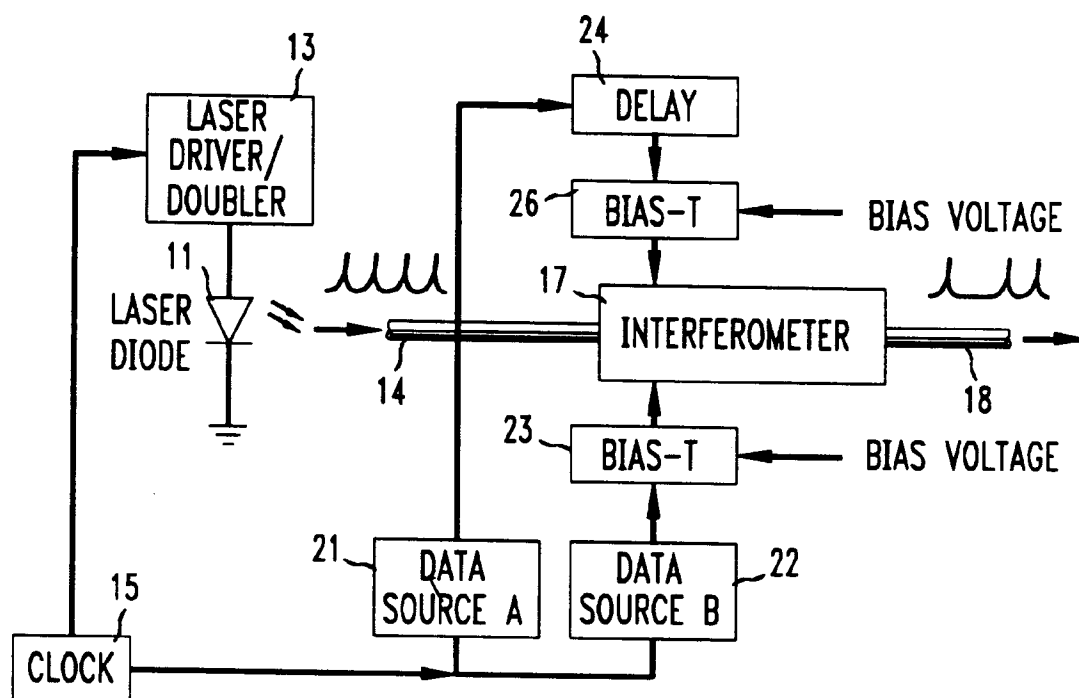 13
LASER
DRIVER/
DOUBLER
24
DELAY
26
BIAS-T
BIAS VOLTAGE
11
LASER
DIODE
14
17
INTERFEROMETER
18
23
BIAS-T
BIAS VOLTAGE
21
DATA
SOURCE A
DATA
SOURCE B
22
15
CLOCK